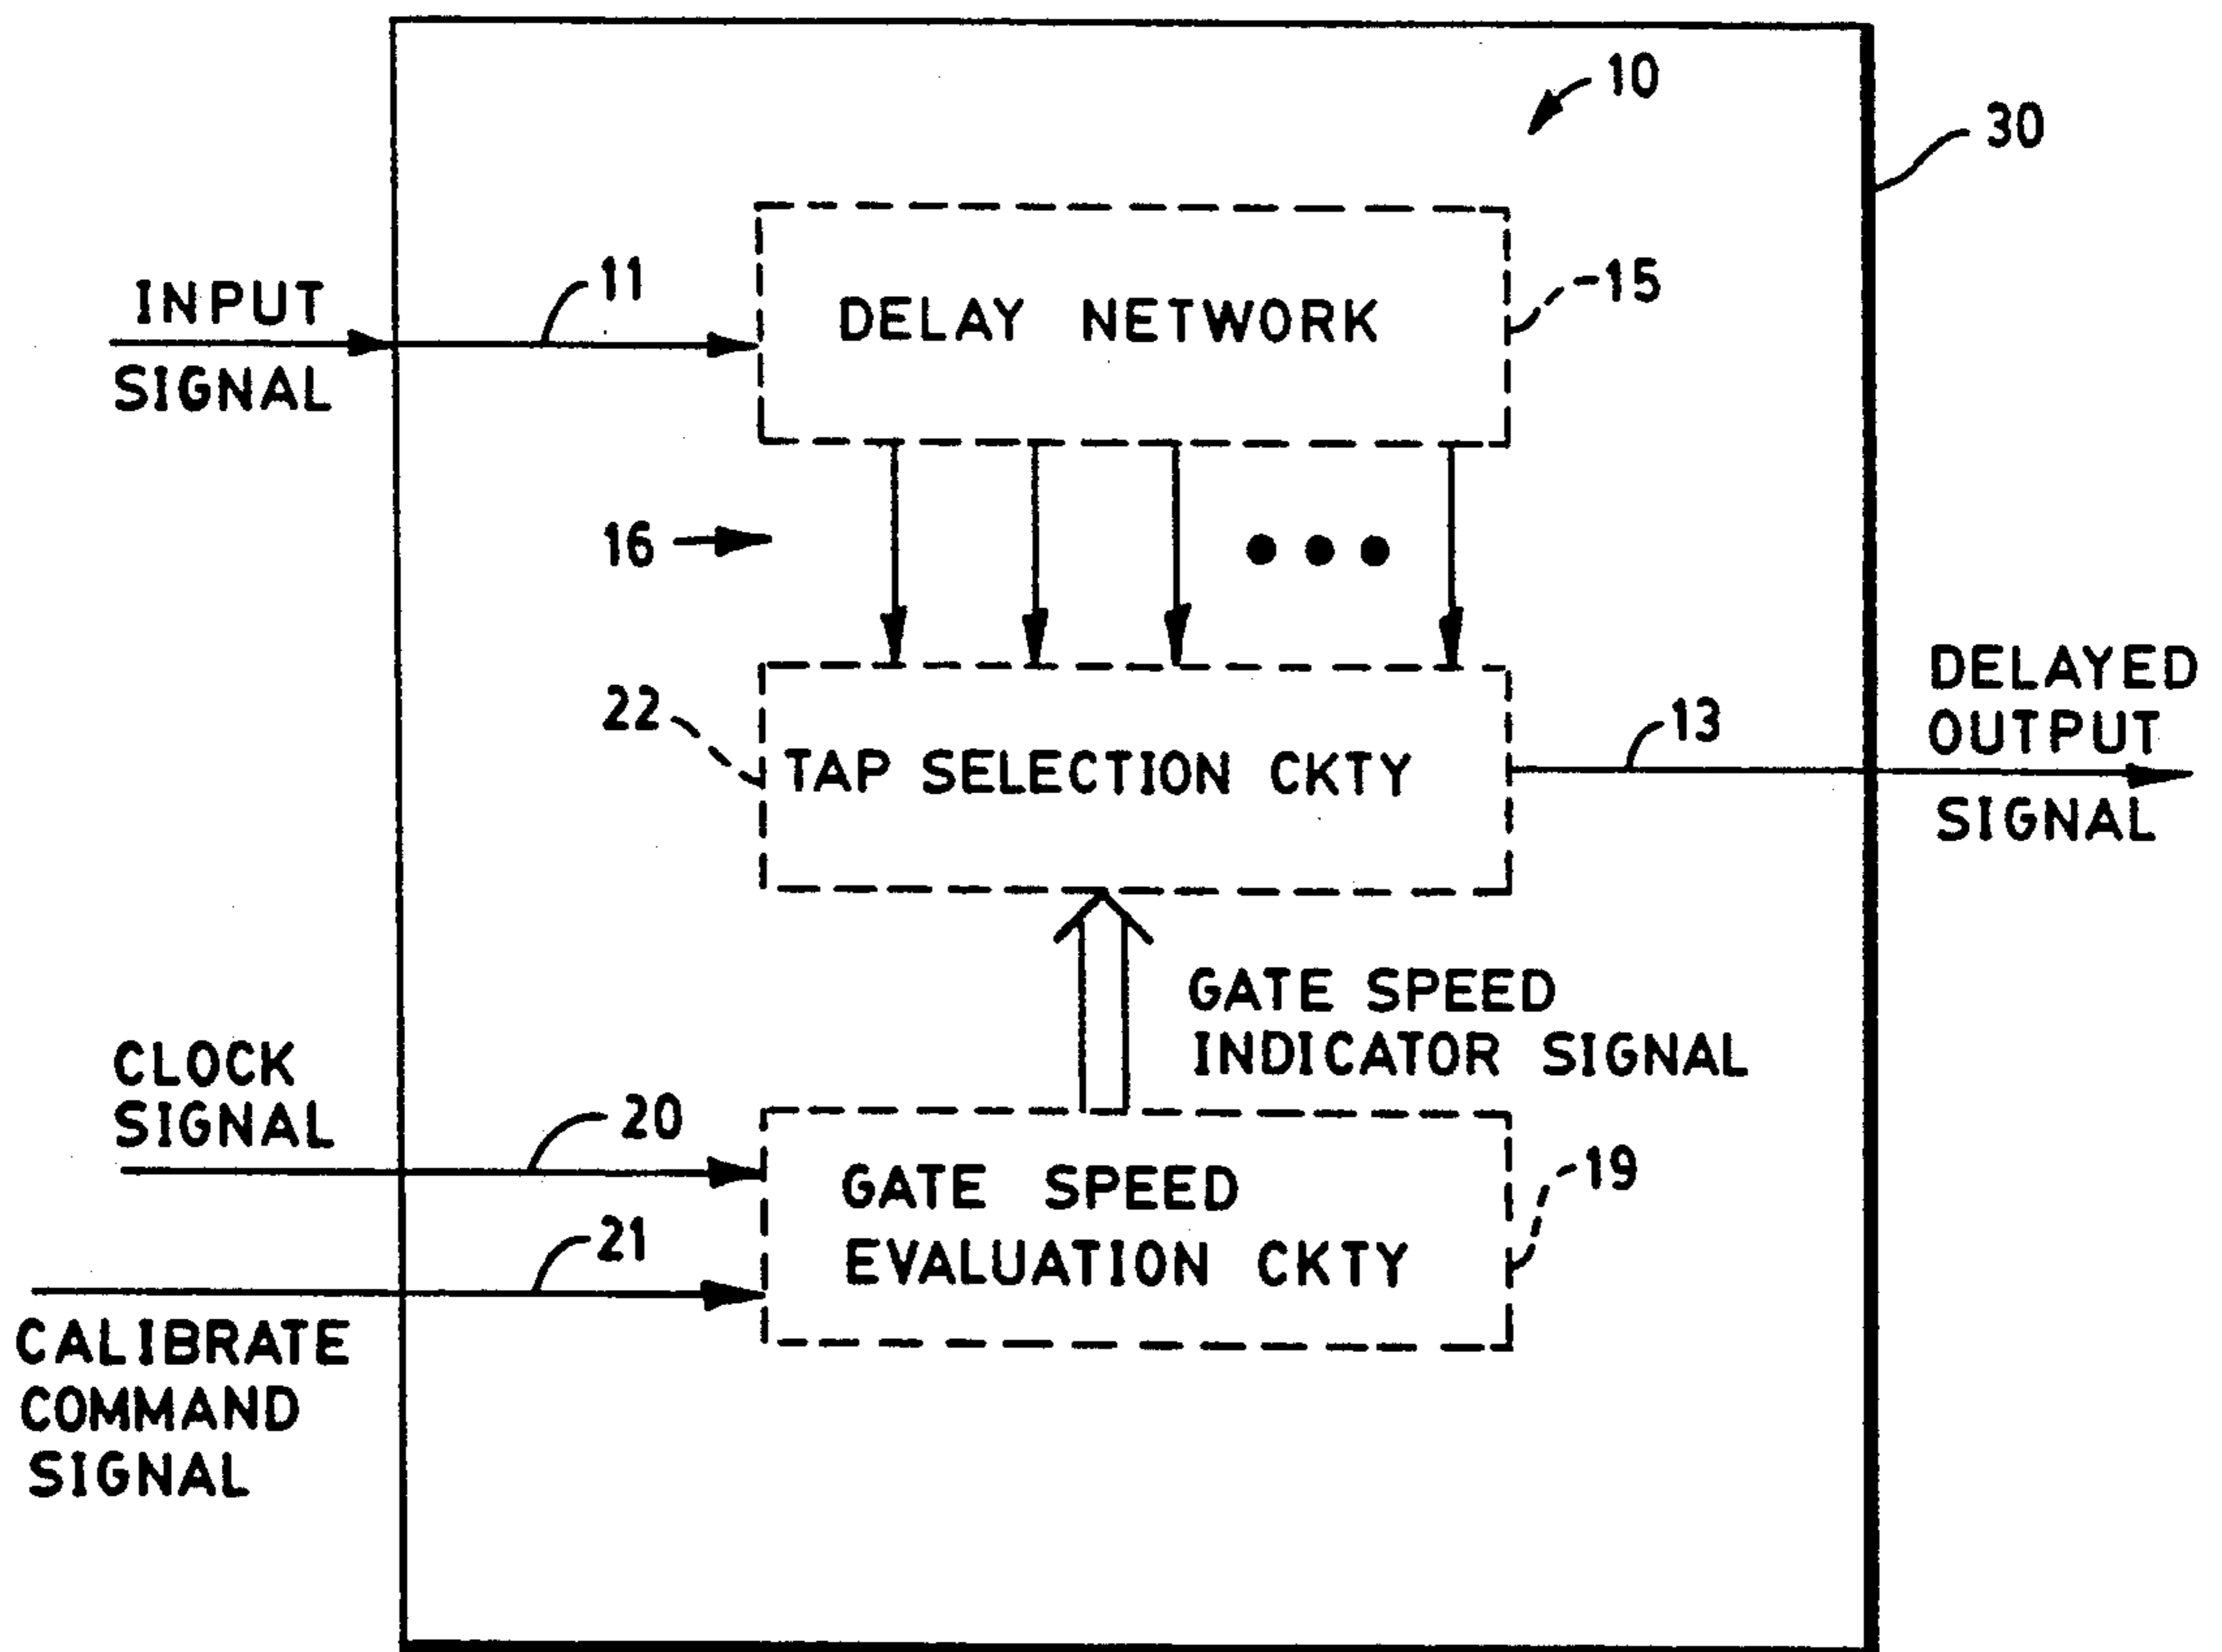 10
30
INPUT
SIGNAL
11
DELAY NETWORK
15
16
22
TAP SELECTION CKTY
13
DELAYED
OUTPUT
SIGNAL
GATE SPEED
INDICATOR SIGNAL
CLOCK
SIGNAL
20
GATE SPEED
EVALUATION CKTY
19
21
CALIBRATE
COMMAND
SIGNAL